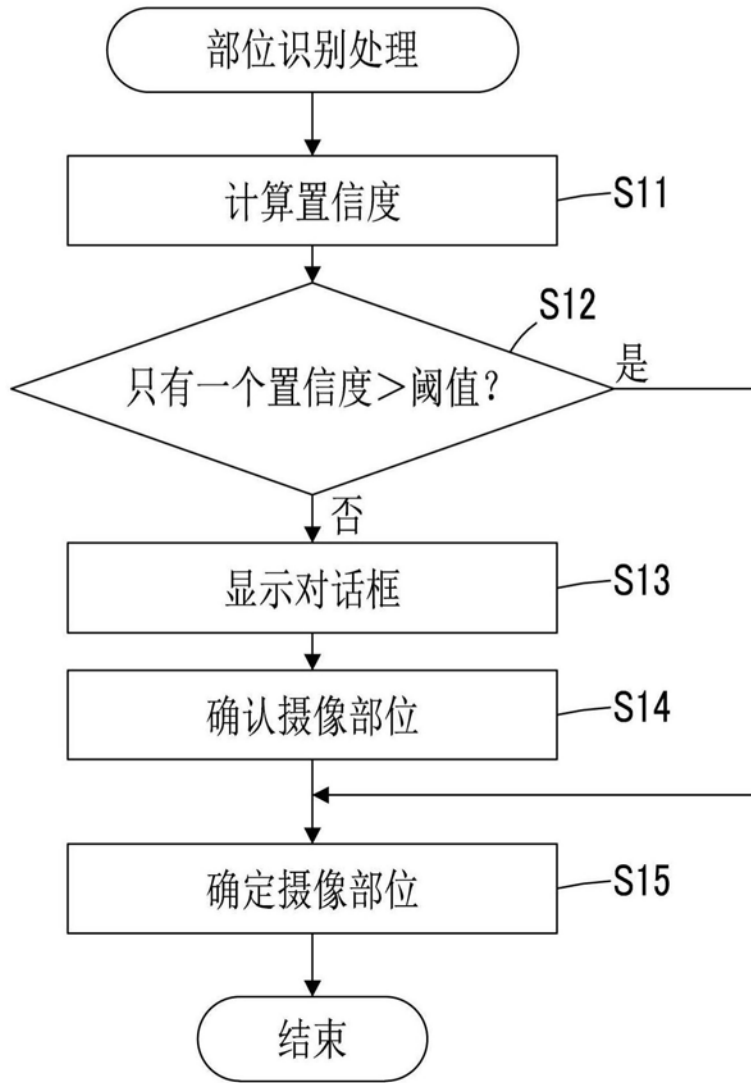 部位识别处理
计算置信度
S11
S12
只有一个置信度>阈值?
是
否
显示对话框
S13
确认摄像部位
S14
确定摄像部位
S15
结束